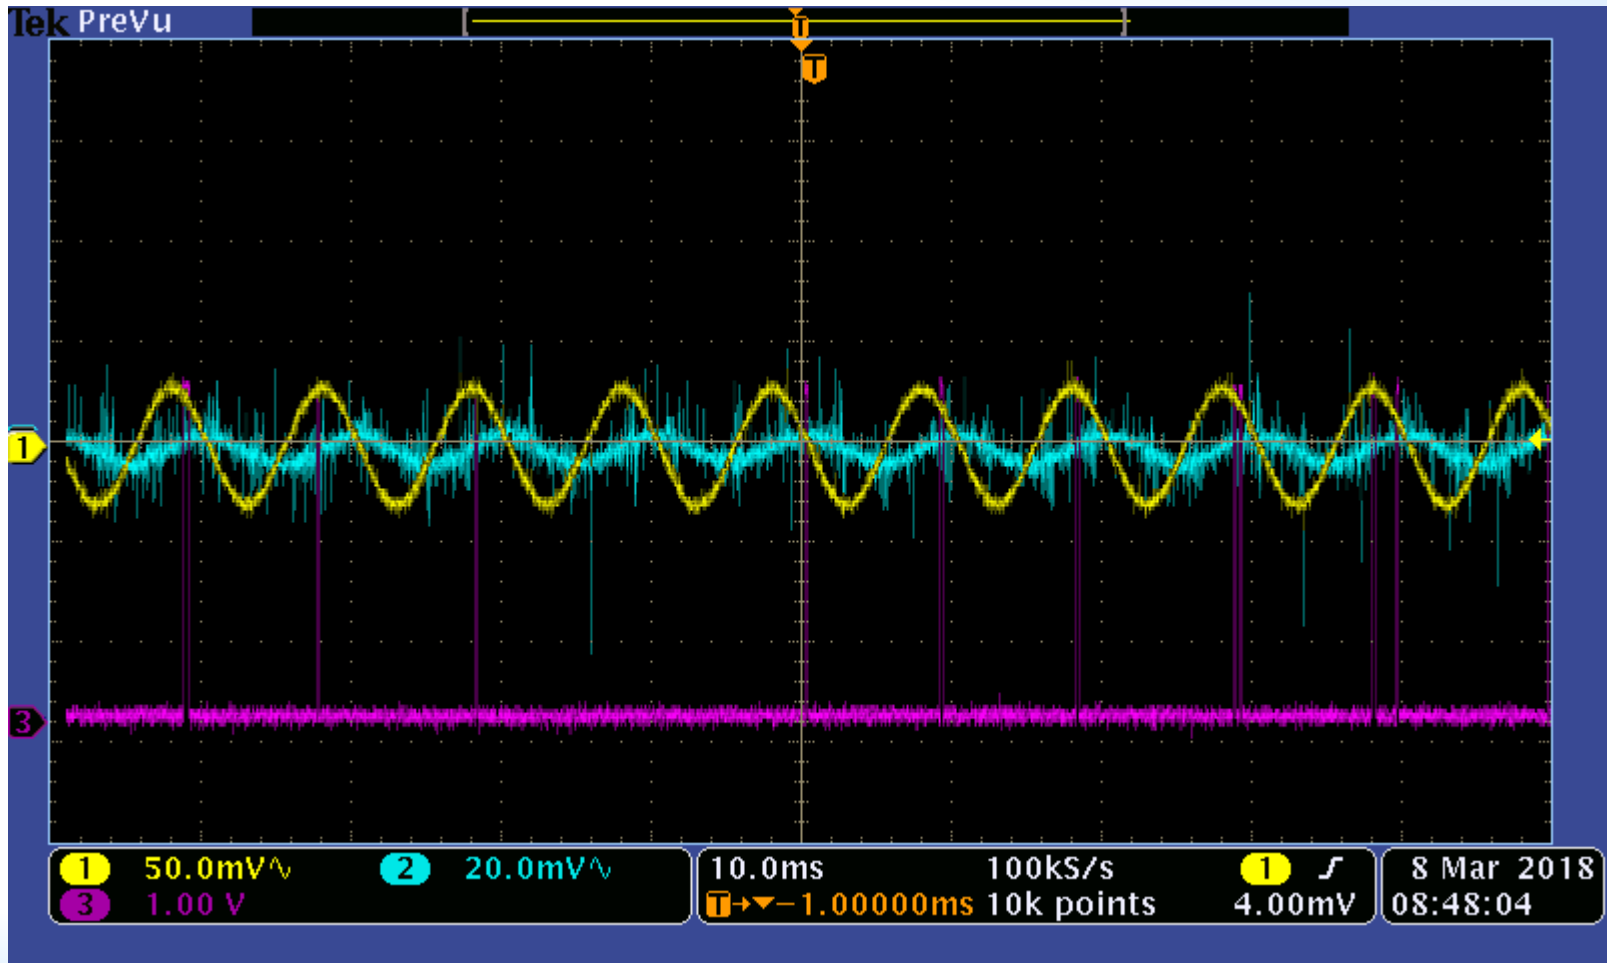 Tek PreVu
T
T
1
3
1 50.0mV∿ 2 20.0mV∿
3 1.00 V
10.0ms 100kS/s 1
T→▼−1.00000ms 10k points 4.00mV
8 Mar 2018
08:48:04